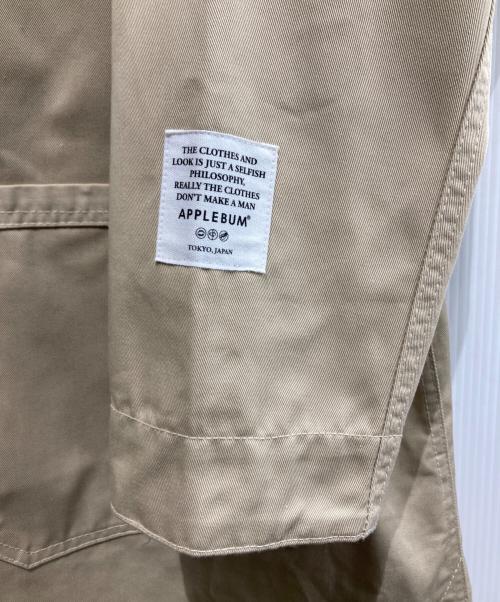 THE CLOTHES AND
LOOK IS JUST A SELFISH
PHILOSOPHY,
REALLY THE CLOTHES
DON'T MAKE A MAN
APPLEBUM®
TOKYO, JAPAN